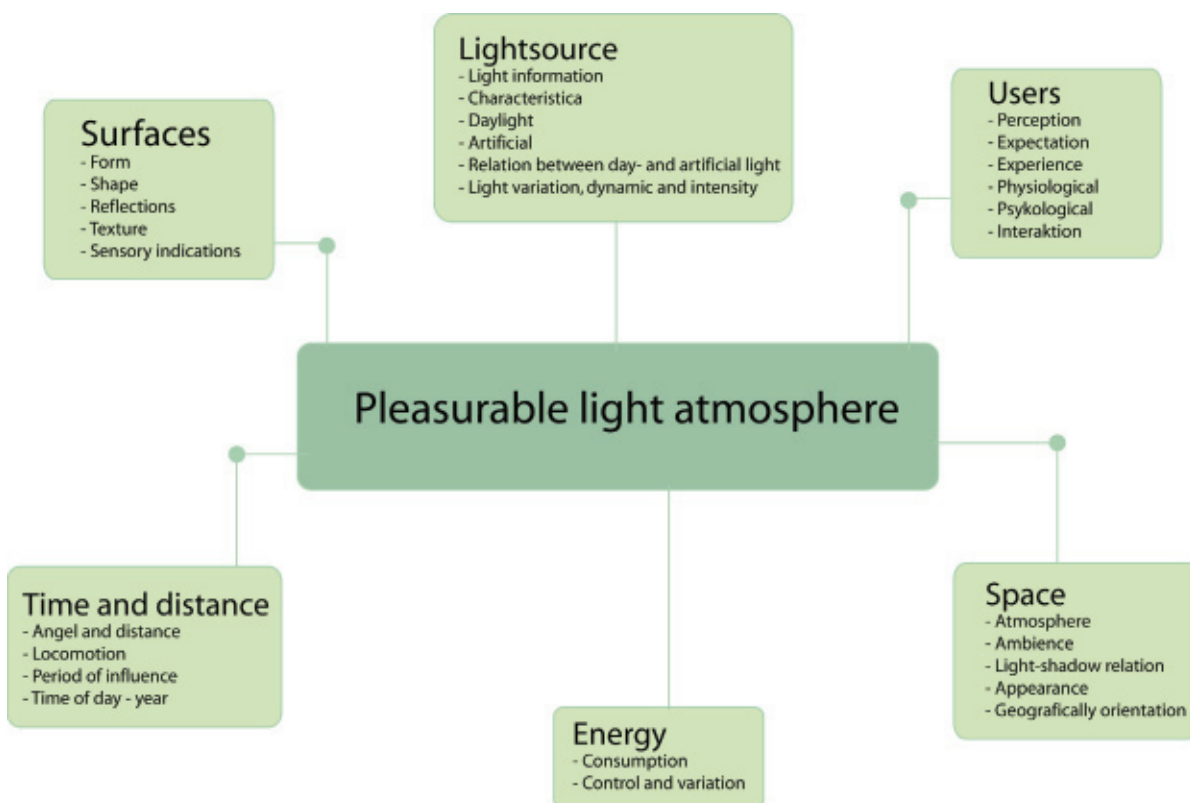 Lightsource
- Light information
- Characteristica
- Daylight
- Artificial
- Relation between day- and artificial light
- Light variation, dynamic and intensity
Surfaces
- Form
- Shape
- Reflections
- Texture
- Sensory indications
Users
- Perception
- Expectation
- Experience
- Physiological
- Psykological
- Interaktion
Pleasurable light atmosphere
Time and distance
- Angel and distance
- Locomotion
- Period of influence
- Time of day - year
Space
- Atmosphere
- Ambience
- Light-shadow relation
- Appearance
- Geografically orientation
Energy
- Consumption
- Control and variation